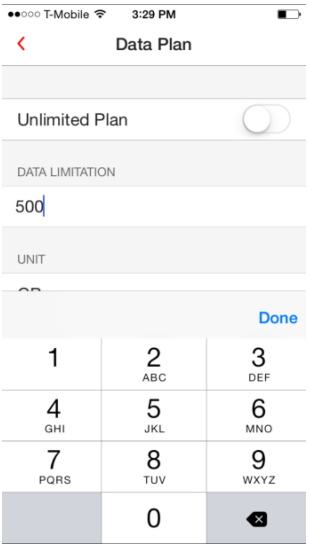 T-Mobile 3:29 PM
Data Plan
Unlimited Plan
DATA LIMITATION
500
UNIT
Done
1 2 3
ABC DEF
4 5 6
GHI JKL MNO
7 8 9
PQRS TUV WXYZ
0